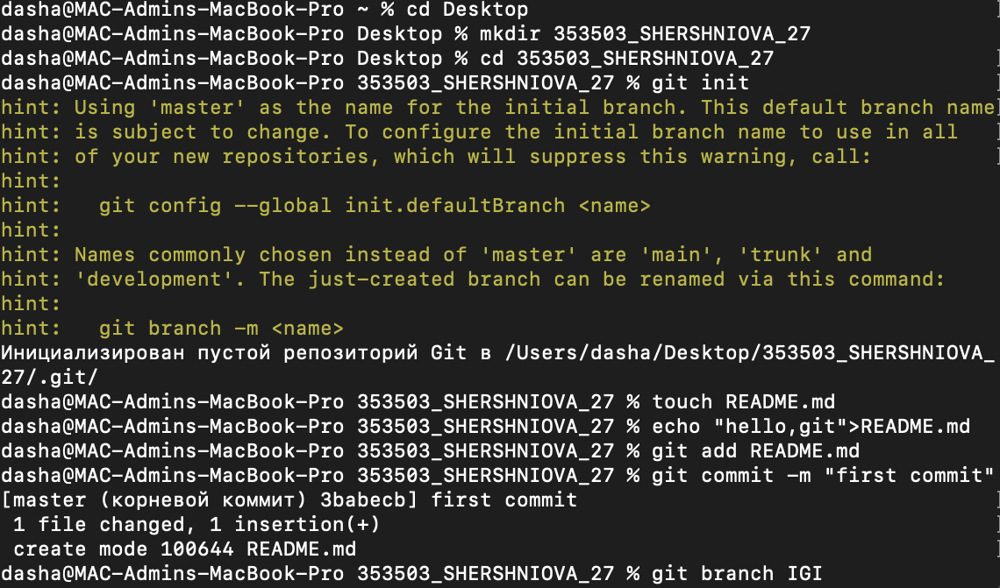 dasha@MAC-Admins-MacBook-Pro ~ % cd Desktop
dasha@MAC-Admins-MacBook-Pro Desktop % mkdir 353503_SHERSHNIOVA_27
dasha@MAC-Admins-MacBook-Pro Desktop % cd 353503_SHERSHNIOVA_27
dasha@MAC-Admins-MacBook-Pro 353503_SHERSHNIOVA_27 % git init
hint: Using 'master' as the name for the initial branch. This default branch name
hint: is subject to change. To configure the initial branch name to use in all
hint: of your new repositories, which will suppress this warning, call:
hint:
hint:   git config --global init.defaultBranch <name>
hint:
hint: Names commonly chosen instead of 'master' are 'main', 'trunk' and
hint: 'development'. The just-created branch can be renamed via this command:
hint:
hint:   git branch -m <name>
Инициализирован пустой репозиторий Git в /Users/dasha/Desktop/353503_SHERSHNIOVA_
27/.git/
dasha@MAC-Admins-MacBook-Pro 353503_SHERSHNIOVA_27 % touch README.md
dasha@MAC-Admins-MacBook-Pro 353503_SHERSHNIOVA_27 % echo "hello,git">README.md
dasha@MAC-Admins-MacBook-Pro 353503_SHERSHNIOVA_27 % git add README.md
dasha@MAC-Admins-MacBook-Pro 353503_SHERSHNIOVA_27 % git commit -m "first commit"
[master (корневой коммит) 3babecb] first commit
 1 file changed, 1 insertion(+)
 create mode 100644 README.md
dasha@MAC-Admins-MacBook-Pro 353503_SHERSHNIOVA_27 % git branch IGI